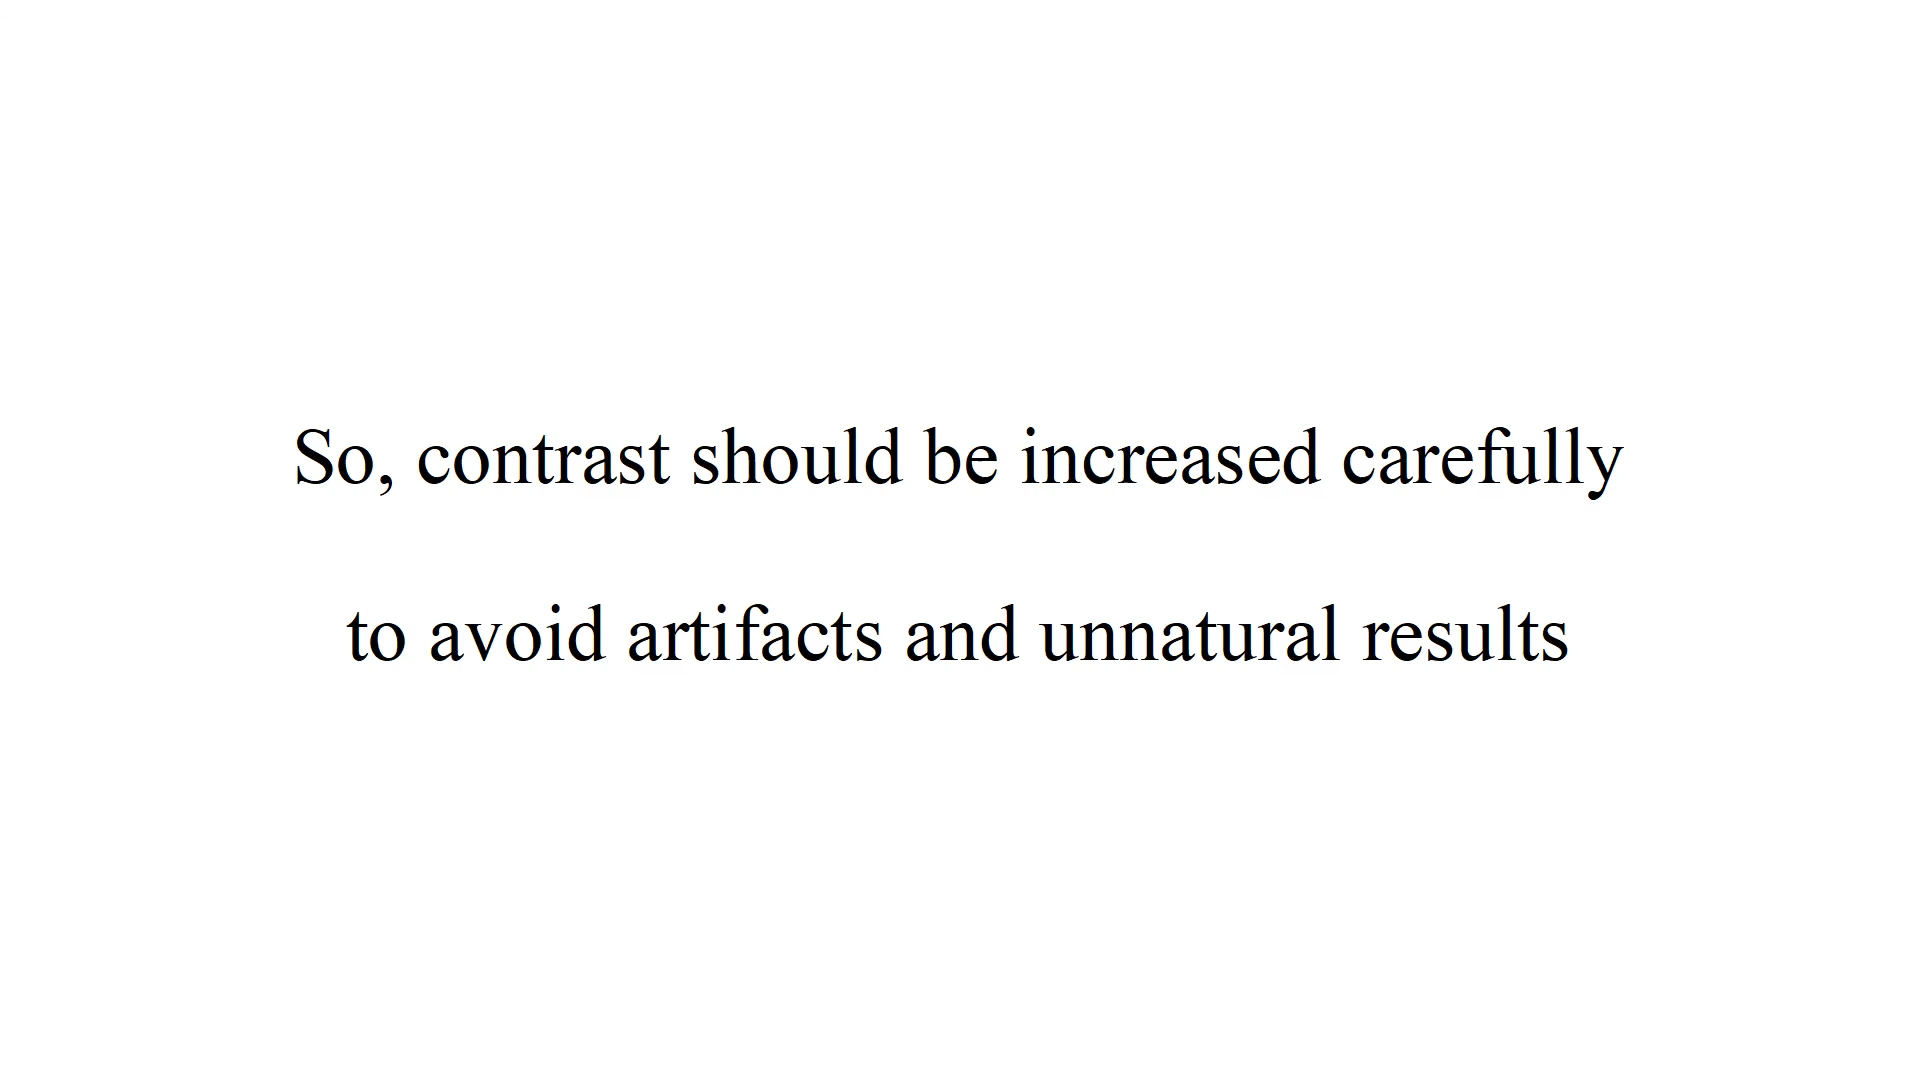 So, contrast should be increased carefully
to avoid artifacts and unnatural results